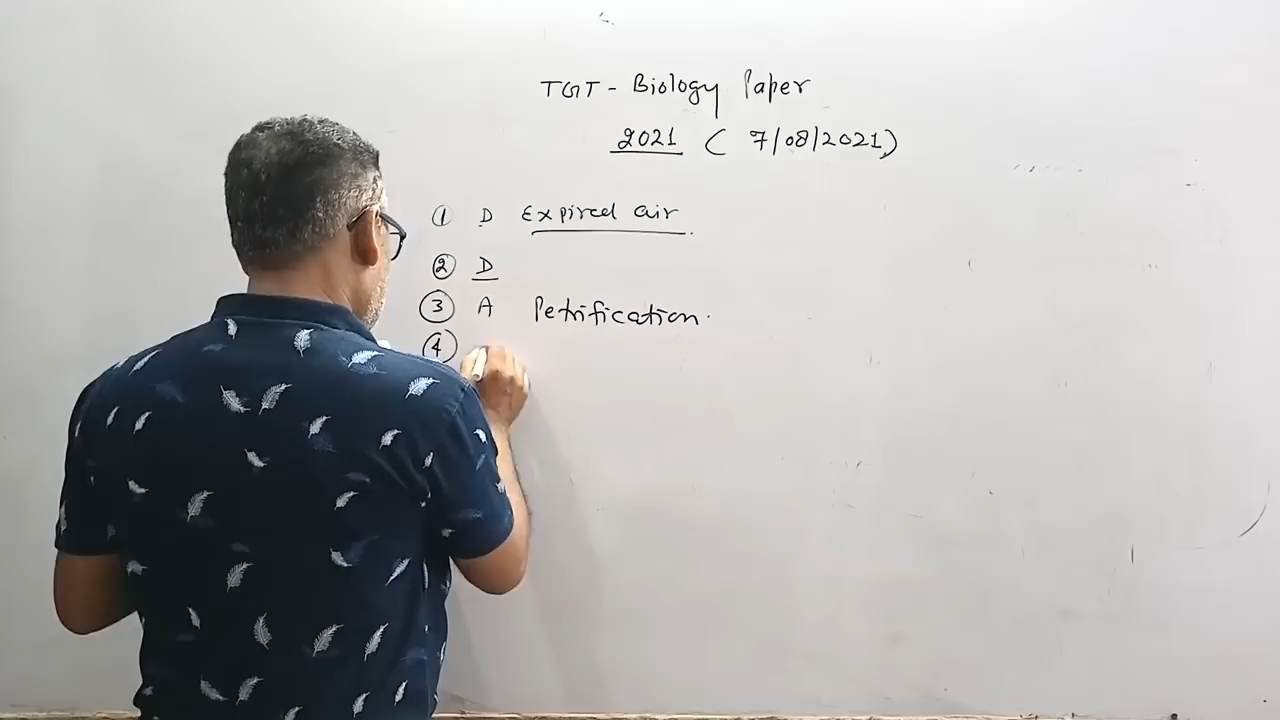 TGT - Biology Paper
2021 ( 7/08/2021)
① D Expired air
② D
③ A Petrification.
④